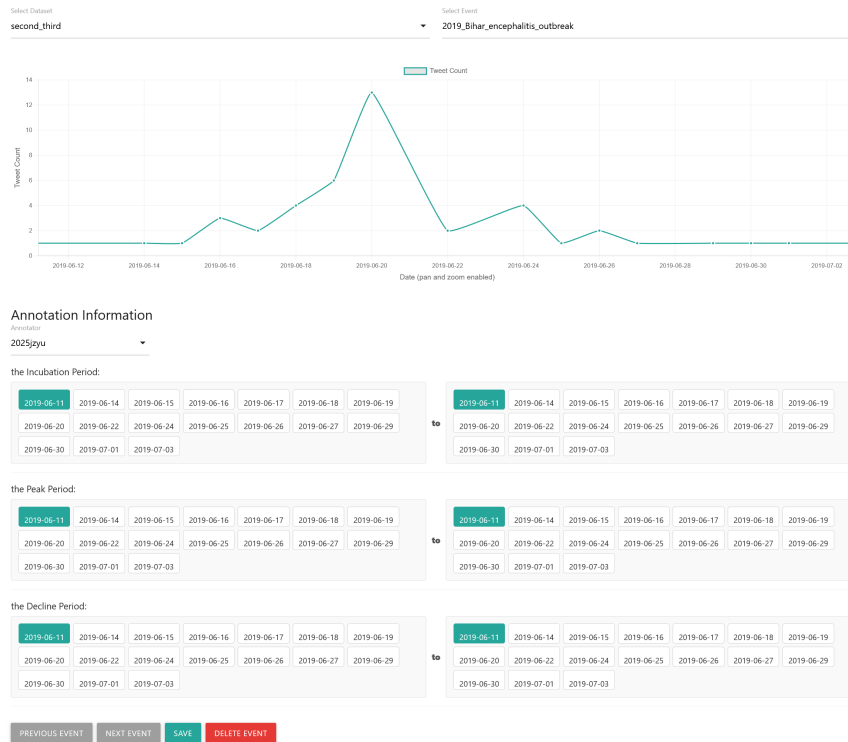 Select Dataset
second_third
Select Event
2019_Bihar_encephalitis_outbreak
Tweet Count
14
12
10
8
6
4
2
0
Tweet Count
2019-06-12 2019-06-14 2019-06-16 2019-06-18 2019-06-20 2019-06-22 2019-06-24 2019-06-26 2019-06-28 2019-06-30 2019-07-02
Date (pan and zoom enabled)
Annotation Information
Annotator
2025jzyu
the Incubation Period:
2019-06-11 2019-06-14 2019-06-15 2019-06-16 2019-06-17 2019-06-18 2019-06-19
2019-06-20 2019-06-22 2019-06-24 2019-06-25 2019-06-26 2019-06-27 2019-06-29
2019-06-30 2019-07-01 2019-07-03
to
2019-06-11 2019-06-14 2019-06-15 2019-06-16 2019-06-17 2019-06-18 2019-06-19
2019-06-20 2019-06-22 2019-06-24 2019-06-25 2019-06-26 2019-06-27 2019-06-29
2019-06-30 2019-07-01 2019-07-03
the Peak Period:
2019-06-11 2019-06-14 2019-06-15 2019-06-16 2019-06-17 2019-06-18 2019-06-19
2019-06-20 2019-06-22 2019-06-24 2019-06-25 2019-06-26 2019-06-27 2019-06-29
2019-06-30 2019-07-01 2019-07-03
to
2019-06-11 2019-06-14 2019-06-15 2019-06-16 2019-06-17 2019-06-18 2019-06-19
2019-06-20 2019-06-22 2019-06-24 2019-06-25 2019-06-26 2019-06-27 2019-06-29
2019-06-30 2019-07-01 2019-07-03
the Decline Period:
2019-06-11 2019-06-14 2019-06-15 2019-06-16 2019-06-17 2019-06-18 2019-06-19
2019-06-20 2019-06-22 2019-06-24 2019-06-25 2019-06-26 2019-06-27 2019-06-29
2019-06-30 2019-07-01 2019-07-03
to
2019-06-11 2019-06-14 2019-06-15 2019-06-16 2019-06-17 2019-06-18 2019-06-19
2019-06-20 2019-06-22 2019-06-24 2019-06-25 2019-06-26 2019-06-27 2019-06-29
2019-06-30 2019-07-01 2019-07-03
PREVIOUS EVENT NEXT EVENT SAVE DELETE EVENT